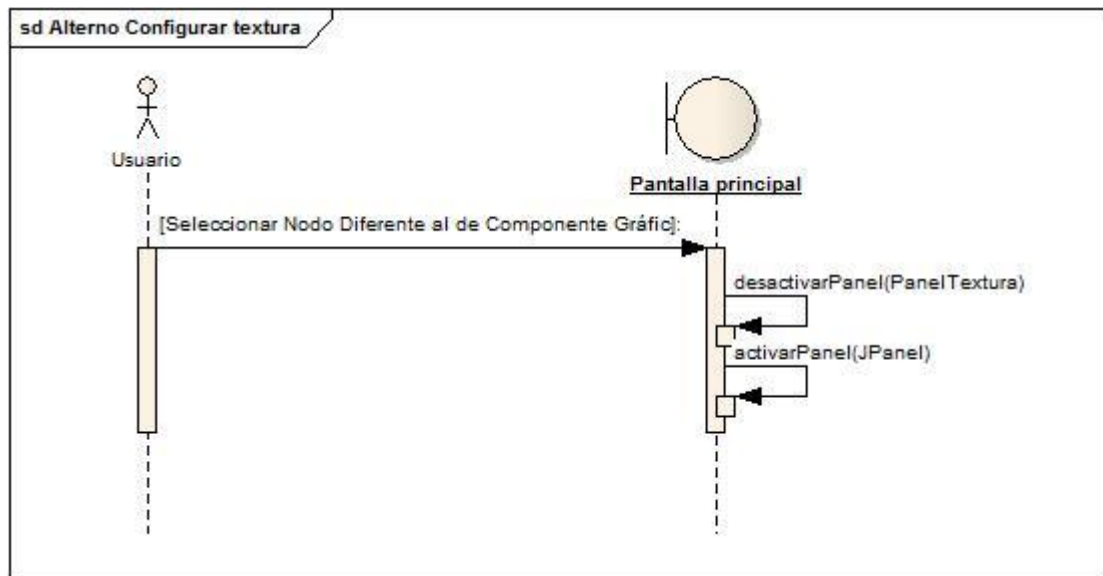 sd Alterno Configurar textura
Usuario
Pantalla principal
[Seleccionar Nodo Diferente al de Componente Gráfic]:
desactivarPanel(PanelTextura)
activarPanel(JPanel)